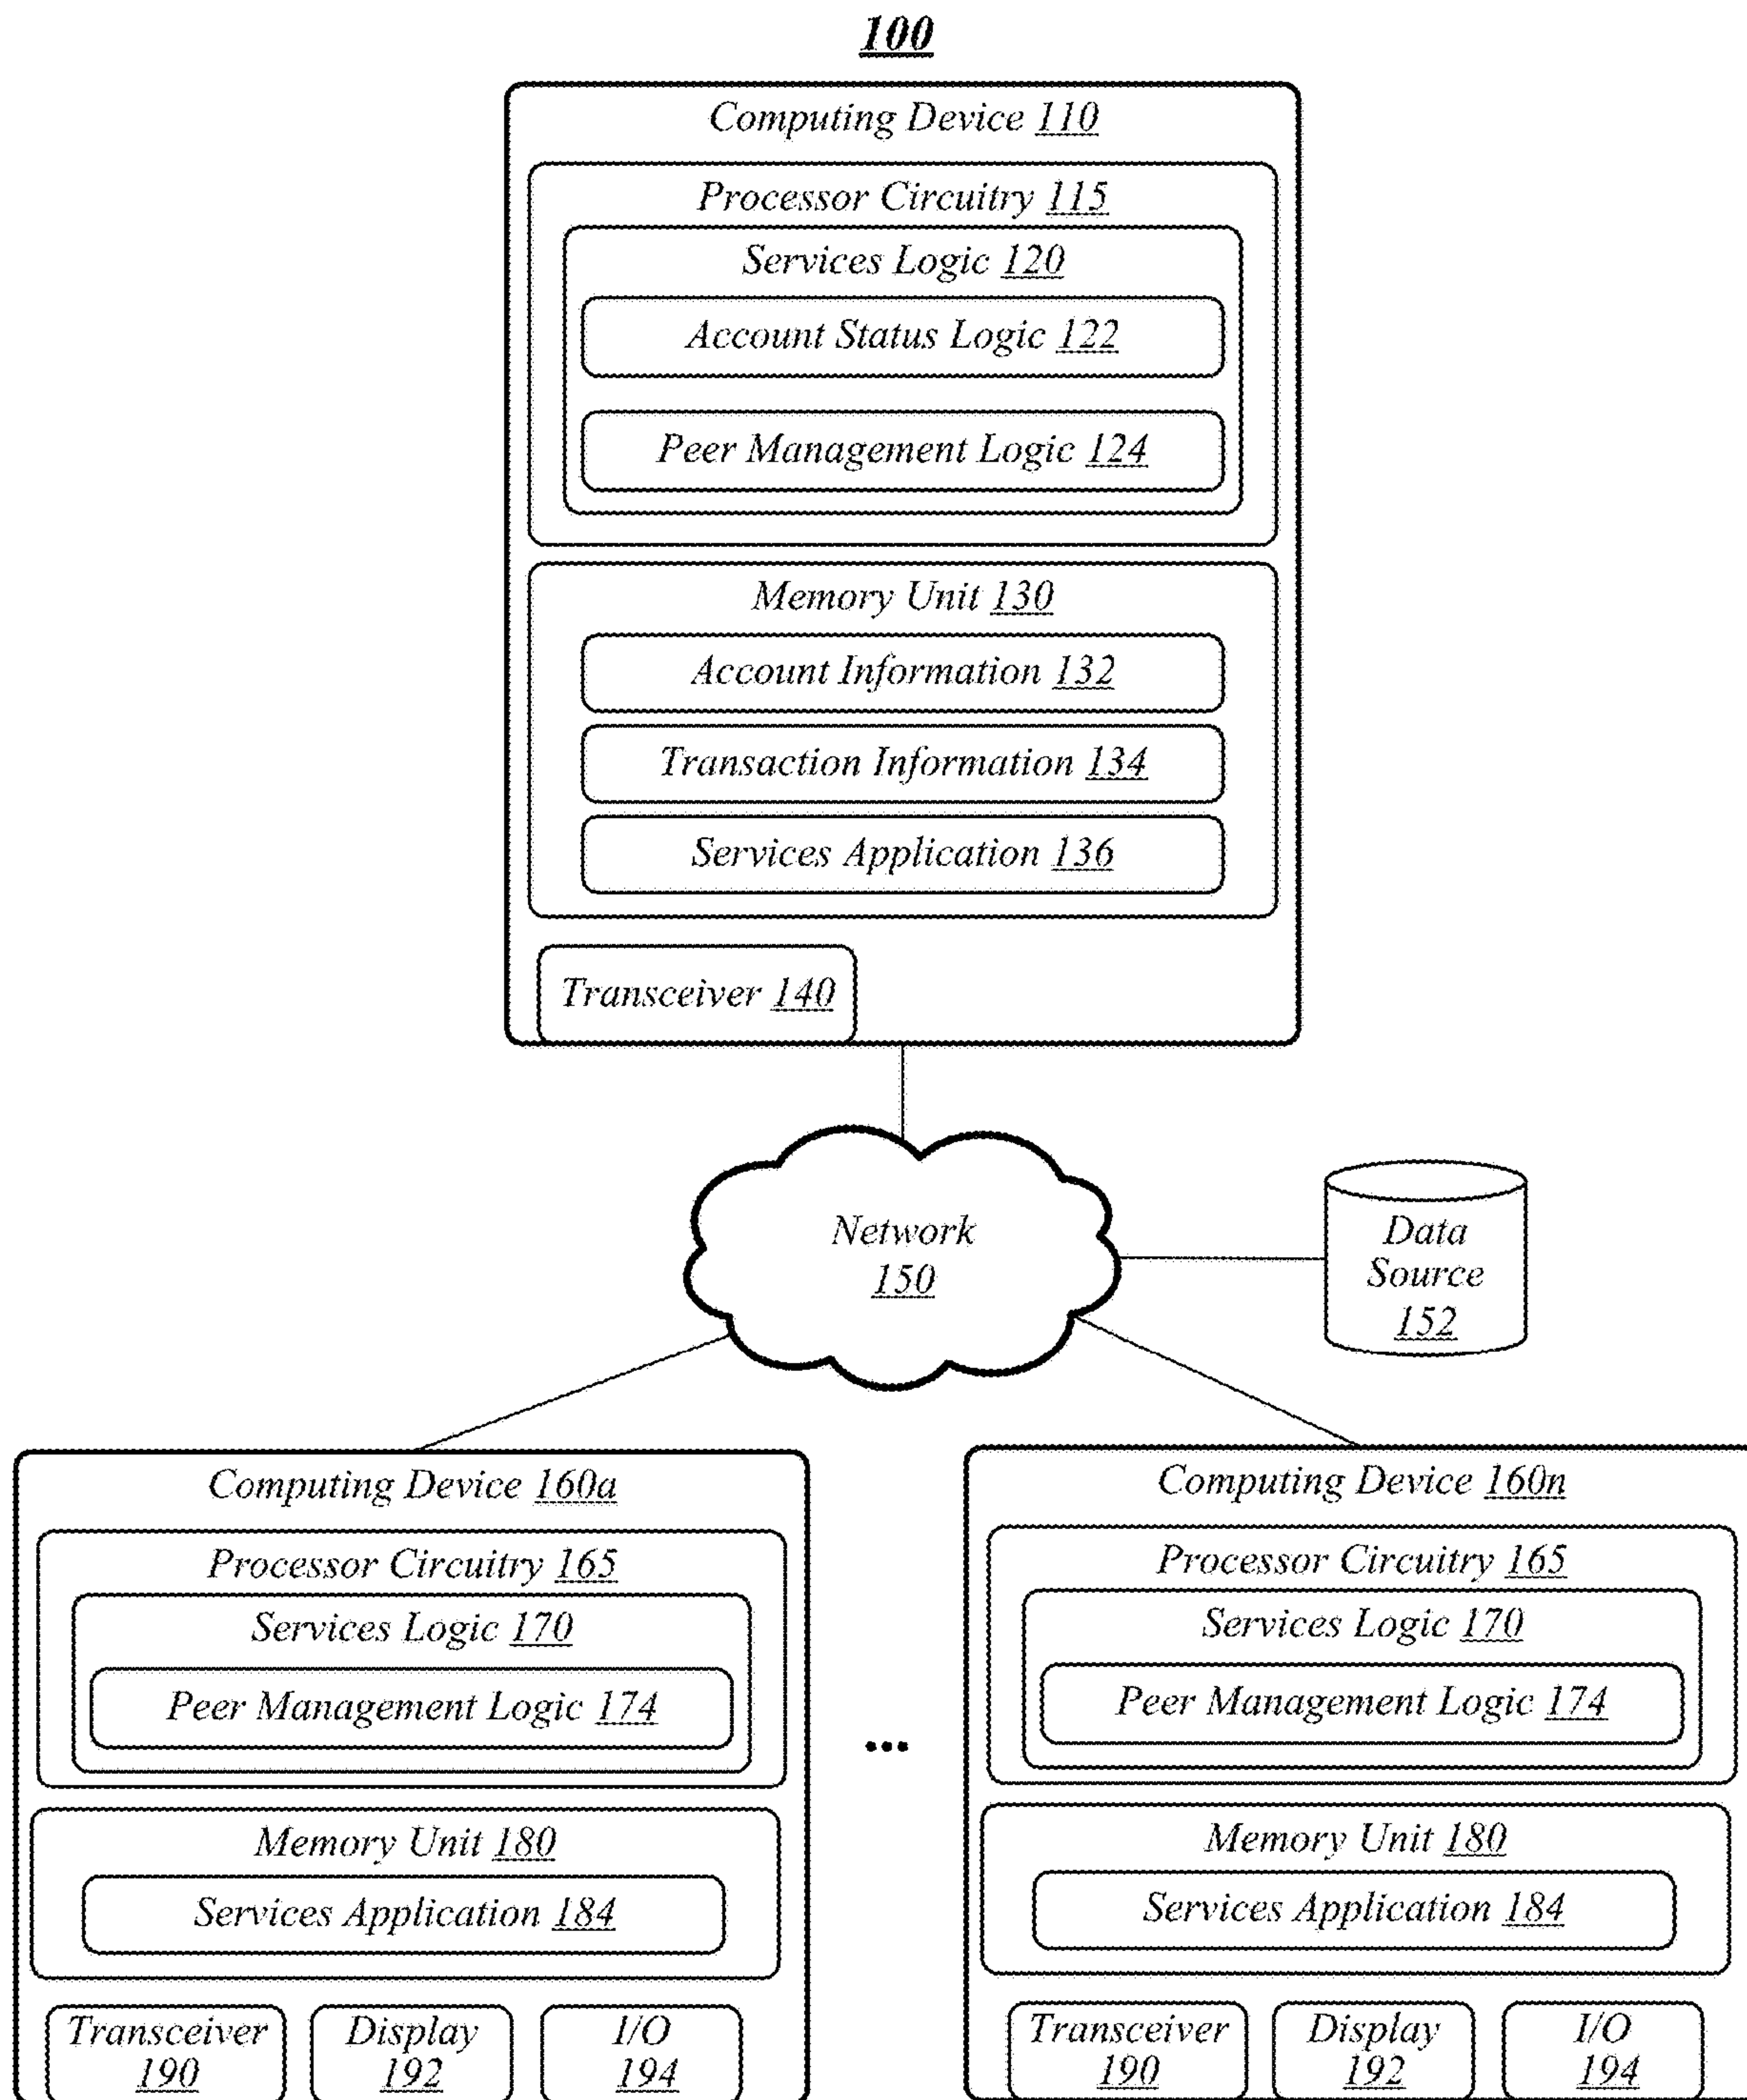 100
Computing Device 110
Processor Circuitry 115
Services Logic 120
Account Status Logic 122
Peer Management Logic 124
Memory Unit 130
Account Information 132
Transaction Information 134
Services Application 136
Transceiver 140
Network
150
Data
Source
152
Computing Device 160a
Processor Circuitry 165
Services Logic 170
Peer Management Logic 174
Memory Unit 180
Services Application 184
Transceiver
190
Display
192
I/O
194
...
Computing Device 160n
Processor Circuitry 165
Services Logic 170
Peer Management Logic 174
Memory Unit 180
Services Application 184
Transceiver
190
Display
192
I/O
194